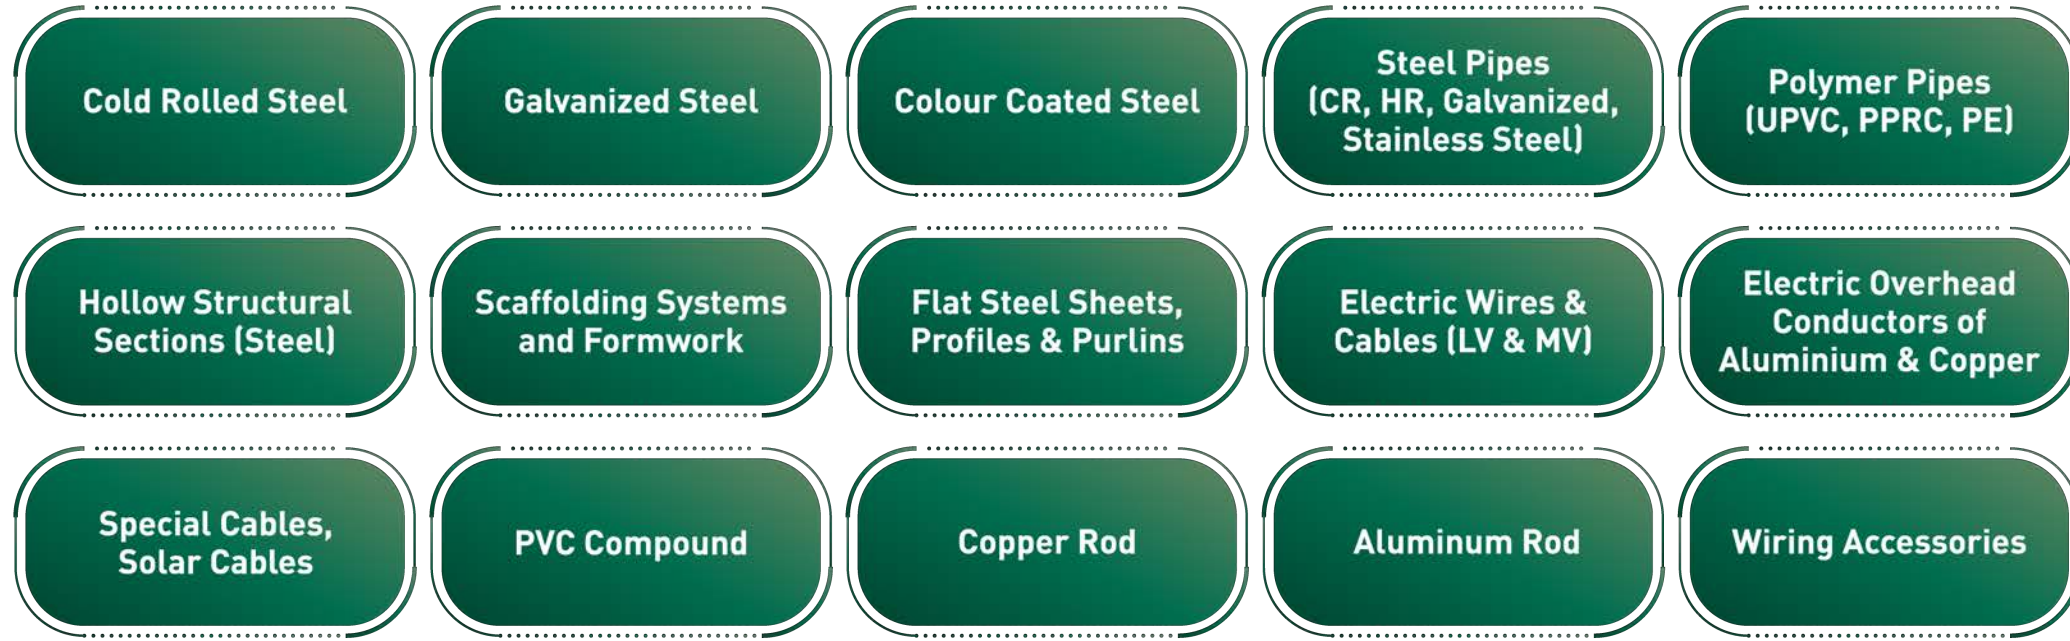 Cold Rolled Steel
Galvanized Steel
Colour Coated Steel
Steel Pipes
(CR, HR, Galvanized,
Stainless Steel)
Polymer Pipes
(UPVC, PPRC, PE)
Hollow Structural
Sections (Steel)
Scaffolding Systems
and Formwork
Flat Steel Sheets,
Profiles & Purlins
Electric Wires &
Cables (LV & MV)
Electric Overhead
Conductors of
Aluminium & Copper
Special Cables,
Solar Cables
PVC Compound
Copper Rod
Aluminum Rod
Wiring Accessories